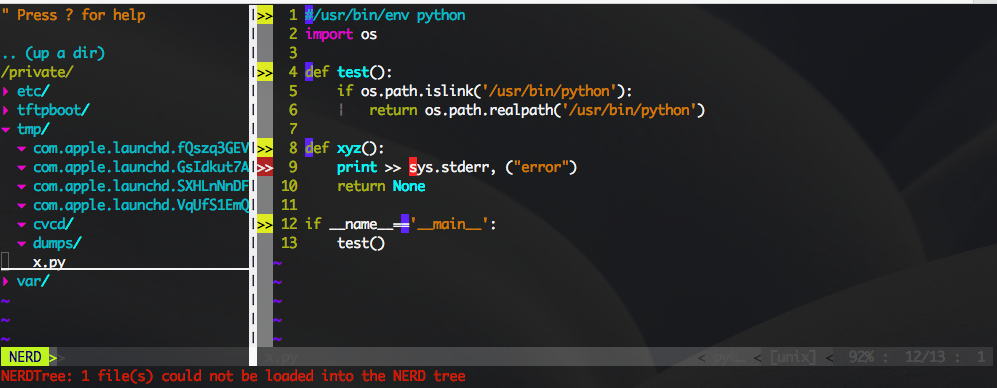 " Press ? for help
.. (up a dir)
/private/
▸ etc/
▸ tftpboot/
▾ tmp/
▾ com.apple.launchd.fQszq3GEV
▾ com.apple.launchd.GsIdkut7A
▾ com.apple.launchd.SXHLnNnDF
▾ com.apple.launchd.VqUfS1EmQ
▾ cvcd/
▾ dumps/
x.py
▸ var/
~
~
~
NERD >>
>> 1 #/usr/bin/env python
2 import os
3
>> 4 def test():
5 if os.path.islink('/usr/bin/python'):
6 | return os.path.realpath('/usr/bin/python')
7
>> 8 def xyz():
>> 9 print >> sys.stderr, ("error")
10 return None
11
>> 12 if __name__=='__main__':
13 test()
~
~
~
~
x.py < < [unix] < 92% : 12/13 : 1
NERDTree: 1 file(s) could not be loaded into the NERD tree